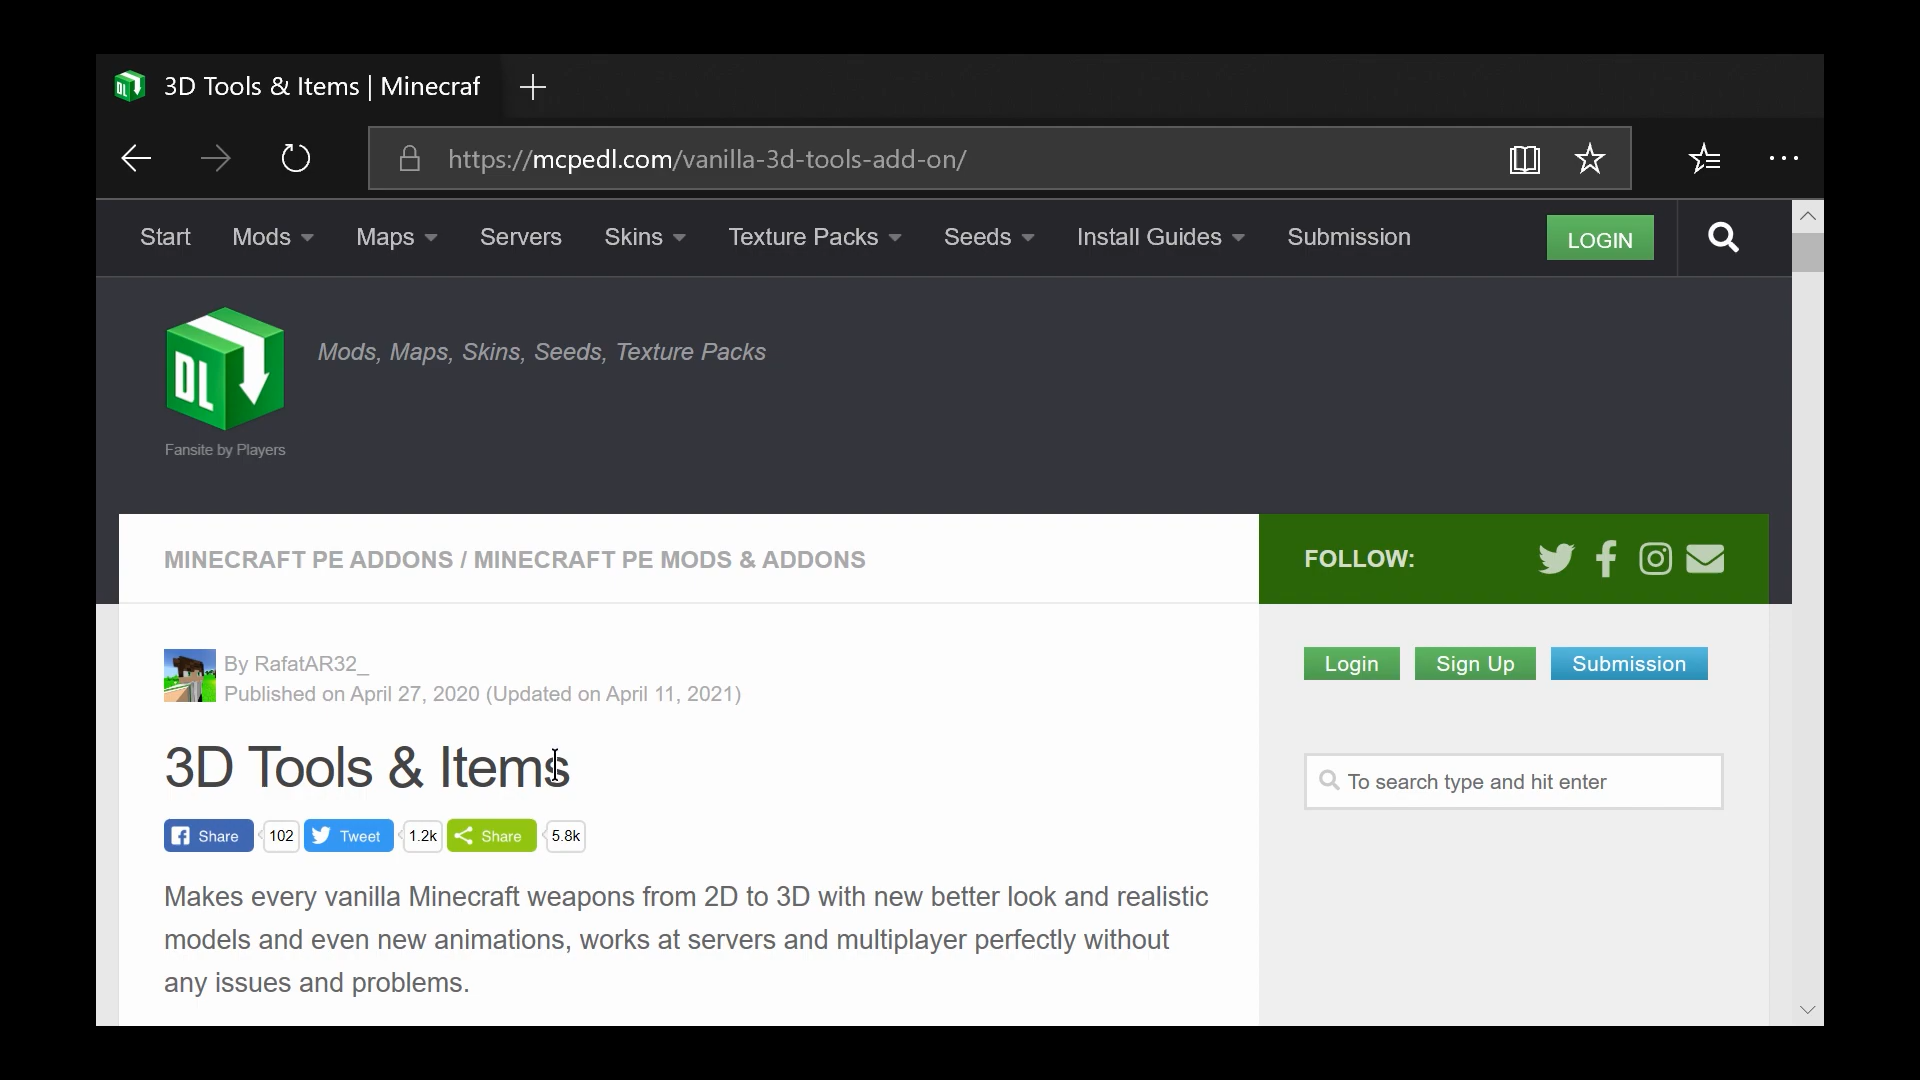 3D Tools & Items | Minecraf
https://mcpedl.com/vanilla-3d-tools-add-on/
Start Mods Maps Servers Skins Texture Packs Seeds Install Guides Submission LOGIN
DL
Mods, Maps, Skins, Seeds, Texture Packs
Fansite by Players
MINECRAFT PE ADDONS / MINECRAFT PE MODS & ADDONS
FOLLOW:
By RafatAR32_
Published on April 27, 2020 (Updated on April 11, 2021)
Login Sign Up Submission
3D Tools & Items
To search type and hit enter
Share 102 Tweet 1.2k Share 5.8k
Makes every vanilla Minecraft weapons from 2D to 3D with new better look and realistic
models and even new animations, works at servers and multiplayer perfectly without
any issues and problems.